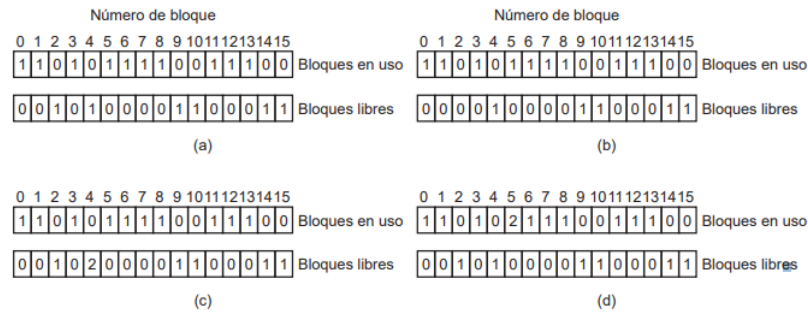 Número de bloque
0 1 2 3 4 5 6 7 8 9 10 11 12 13 14 15
1 1 0 1 0 1 1 1 1 0 0 1 1 1 0 0 Bloques en uso
0 0 1 0 1 0 0 0 0 1 1 0 0 0 1 1 Bloques libres
(a)
Número de bloque
0 1 2 3 4 5 6 7 8 9 10 11 12 13 14 15
1 1 0 1 0 1 1 1 1 0 0 1 1 1 0 0 Bloques en uso
0 0 0 0 1 0 0 0 0 1 1 0 0 0 1 1 Bloques libres
(b)
0 1 2 3 4 5 6 7 8 9 10 11 12 13 14 15
1 1 0 1 0 1 1 1 1 0 0 1 1 1 0 0 Bloques en uso
0 0 1 0 2 0 0 0 0 1 1 0 0 0 1 1 Bloques libres
(c)
0 1 2 3 4 5 6 7 8 9 10 11 12 13 14 15
1 1 0 1 0 2 1 1 1 0 0 1 1 1 0 0 Bloques en uso
0 0 1 0 1 0 0 0 0 1 1 0 0 0 1 1 Bloques libres
(d)